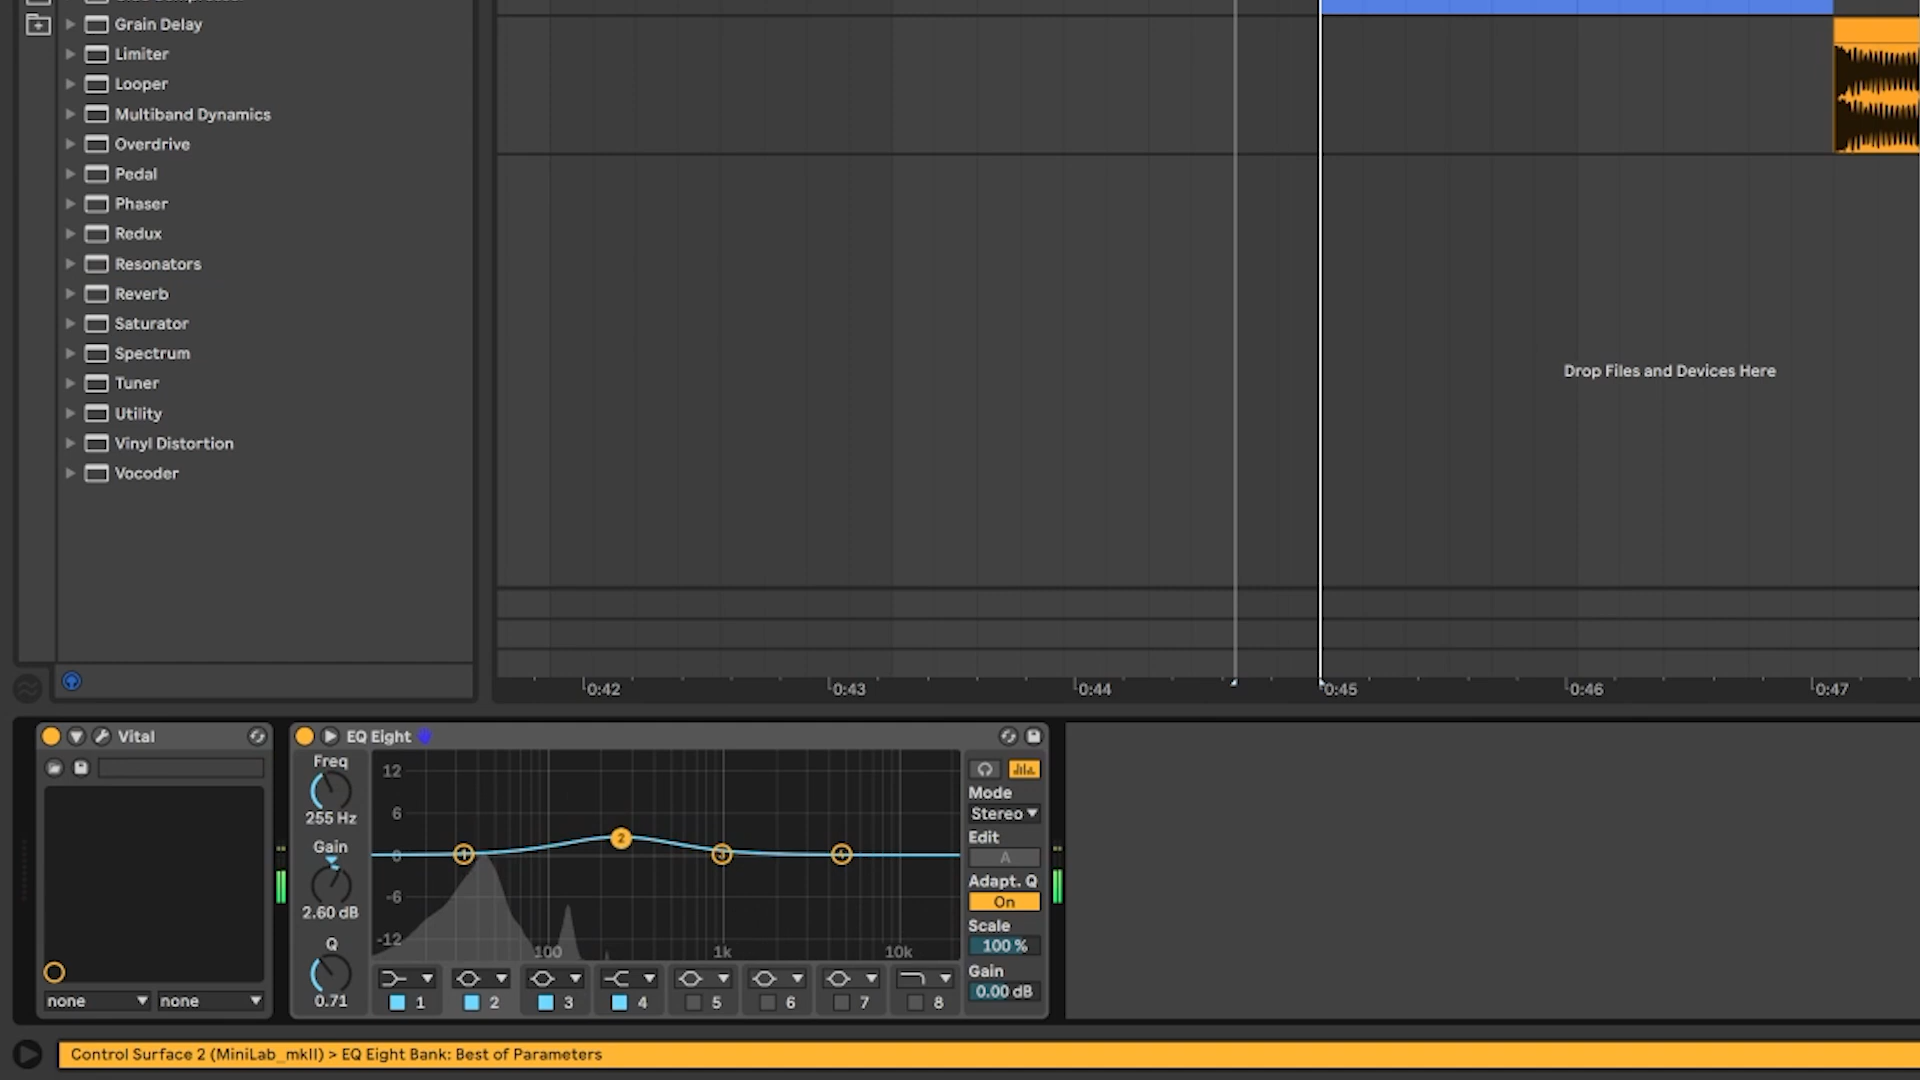 Grain Delay
Limiter
Looper
Multiband Dynamics
Overdrive
Pedal
Phaser
Redux
Resonators
Reverb
Saturator
Spectrum
Tuner
Utility
Vinyl Distortion
Vocoder
Drop Files and Devices Here
0:42 0:43 0:44 0:45 0:46 0:47
Vital
none none
EQ Eight
Freq
255 Hz
Gain
2.60 dB
Q
0.71
12
6
0
-6
-12
100 1k 10k
1 2 3 4
1 2 3 4 5 6 7 8
Mode
Stereo
Edit
A
Adapt. Q
On
Scale
100 %
Gain
0.00 dB
Control Surface 2 (MiniLab_mkII) > EQ Eight Bank: Best of Parameters